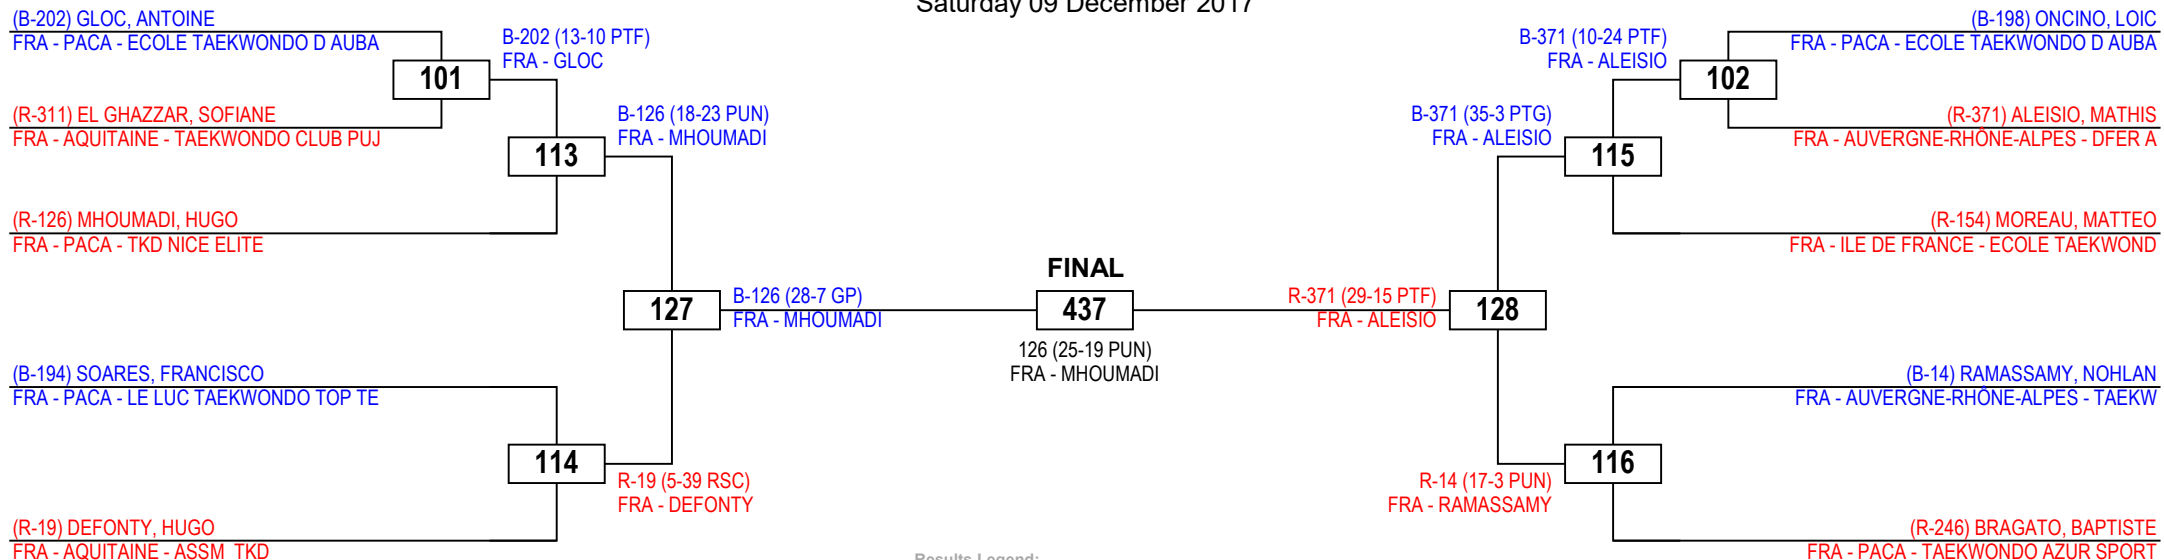 Saturday 09 December 2017
(B-202) GLOC, ANTOINE
FRA - PACA - ECOLE TAEKWONDO D AUBA
101
B-202 (13-10 PTF)
FRA - GLOC
(R-311) EL GHAZZAR, SOFIANE
FRA - AQUITAINE - TAEKWONDO CLUB PUJ
113
B-126 (18-23 PUN)
FRA - MHOUMADI
(R-126) MHOUMADI, HUGO
FRA - PACA - TKD NICE ELITE
127
B-126 (28-7 GP)
FRA - MHOUMADI
(B-194) SOARES, FRANCISCO
FRA - PACA - LE LUC TAEKWONDO TOP TE
114
R-19 (5-39 RSC)
FRA - DEFONTY
(R-19) DEFONTY, HUGO
FRA - AQUITAINE - ASSM TKD
FINAL
437
126 (25-19 PUN)
FRA - MHOUMADI
(B-198) ONCINO, LOIC
FRA - PACA - ECOLE TAEKWONDO D AUBA
B-371 (10-24 PTF)
FRA - ALEISIO
102
(R-371) ALEISIO, MATHIS
FRA - AUVERGNE-RHÔNE-ALPES - DFER A
B-371 (35-3 PTG)
FRA - ALEISIO
115
(R-154) MOREAU, MATTEO
FRA - ILE DE FRANCE - ECOLE TAEKWOND
R-371 (29-15 PTF)
FRA - ALEISIO
128
(B-14) RAMASSAMY, NOHLAN
FRA - AUVERGNE-RHÔNE-ALPES - TAEKW
116
R-14 (17-3 PUN)
FRA - RAMASSAMY
(R-246) BRAGATO, BAPTISTE
FRA - PACA - TAEKWONDO AZUR SPORT
Results Legend: